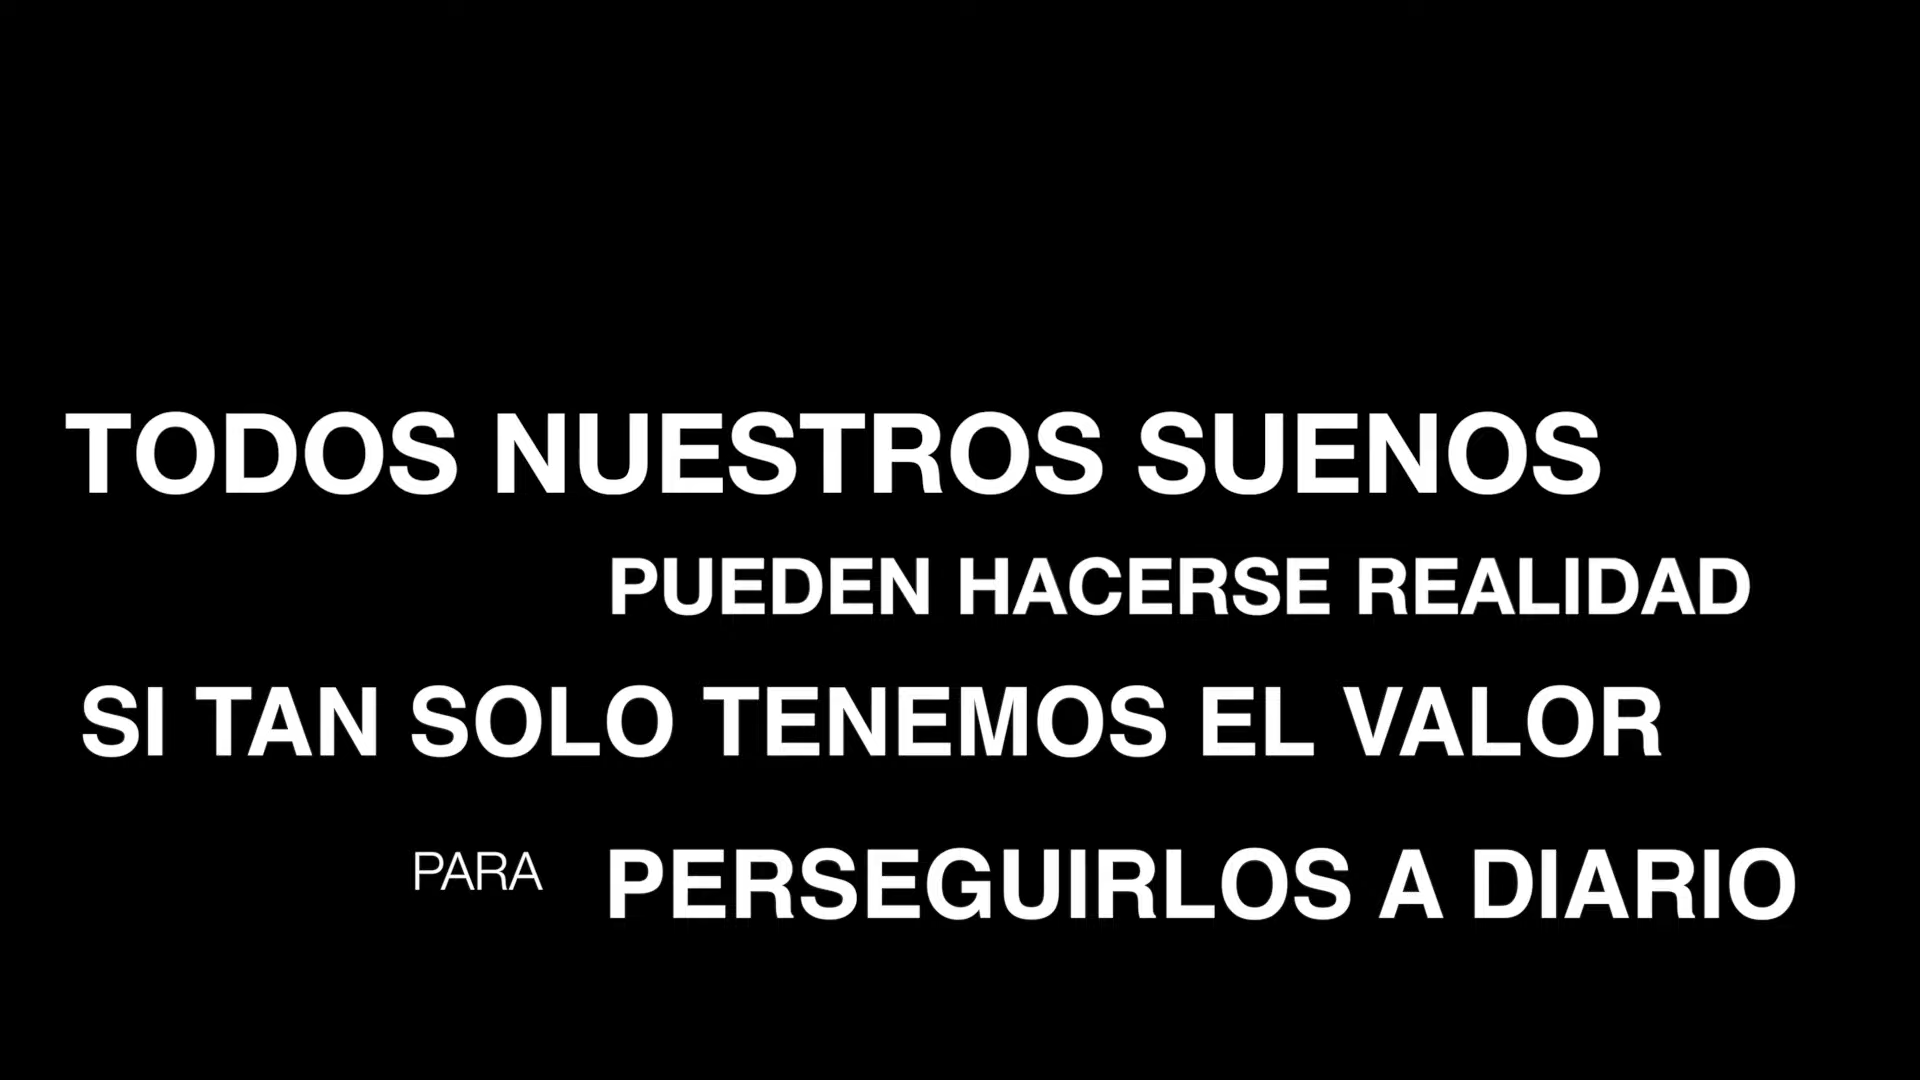 TODOS NUESTROS SUENOS
PUEDEN HACERSE REALIDAD
SI TAN SOLO TENEMOS EL VALOR
PARA PERSEGUIRLOS A DIARIO